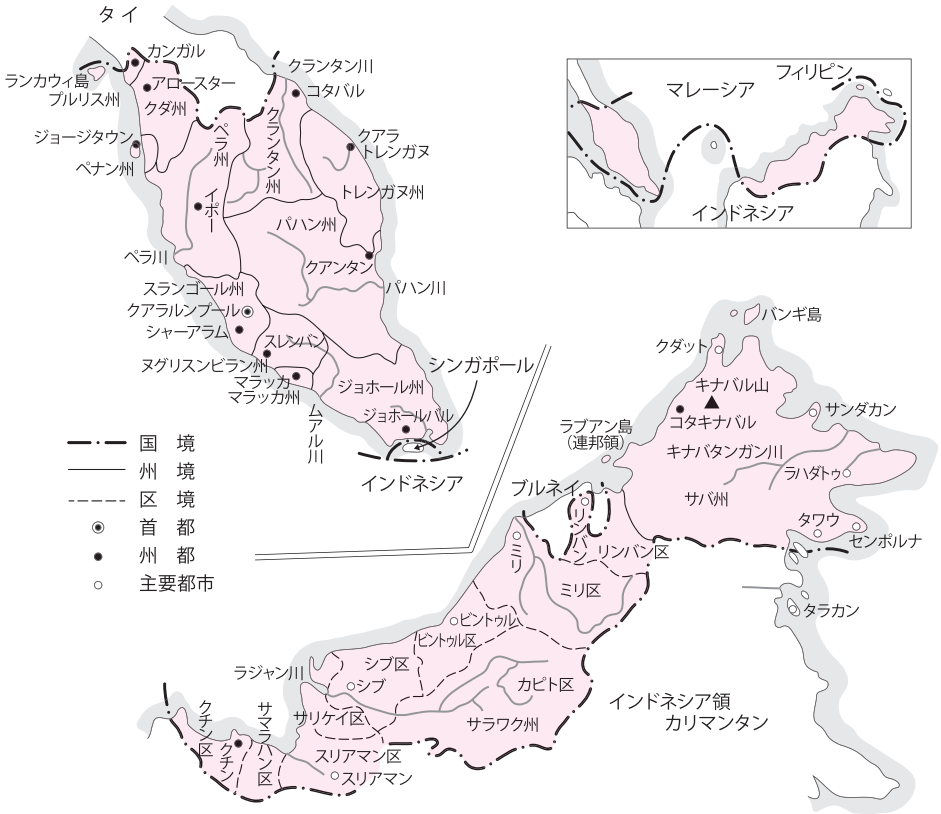 タイ
カンガル
ランカウィ島
プルリス州
アロースター
クダ州
クランタン川
コタバル
ジョージタウン
ペナン州
ペラ州
クランタン州
クアラ
トレンガヌ
トレンガヌ州
イポー
パハン州
ペラ川
クアンタン
スランゴール州
パハン川
クアラルンプール
シャーアラム
スレンバン
ヌグリスンビラン州
マラッカ
マラッカ州
ジョホール州
シンガポール
ムアル川
ジョホールバル
インドネシア
フィリピン
マレーシア
インドネシア
国境
州境
区境
首都
州都
主要都市
バンギ島
クダット
キナバル山
コタキナバル
サンダカン
ラブアン島
(連邦領)
キナバタンガン川
ラハダトゥ
サバ州
ブルネイ
リンバン
リンバン区
タワウ
センポルナ
ミリ
ミリ区
タラカン
ビントゥル
ビントゥル区
シブ区
シブ
ラジャン川
カピト区
サラワク州
サリケイ区
インドネシア領
カリマンタン
クチン区
クチン
サマラハン区
スリアマン区
スリアマン